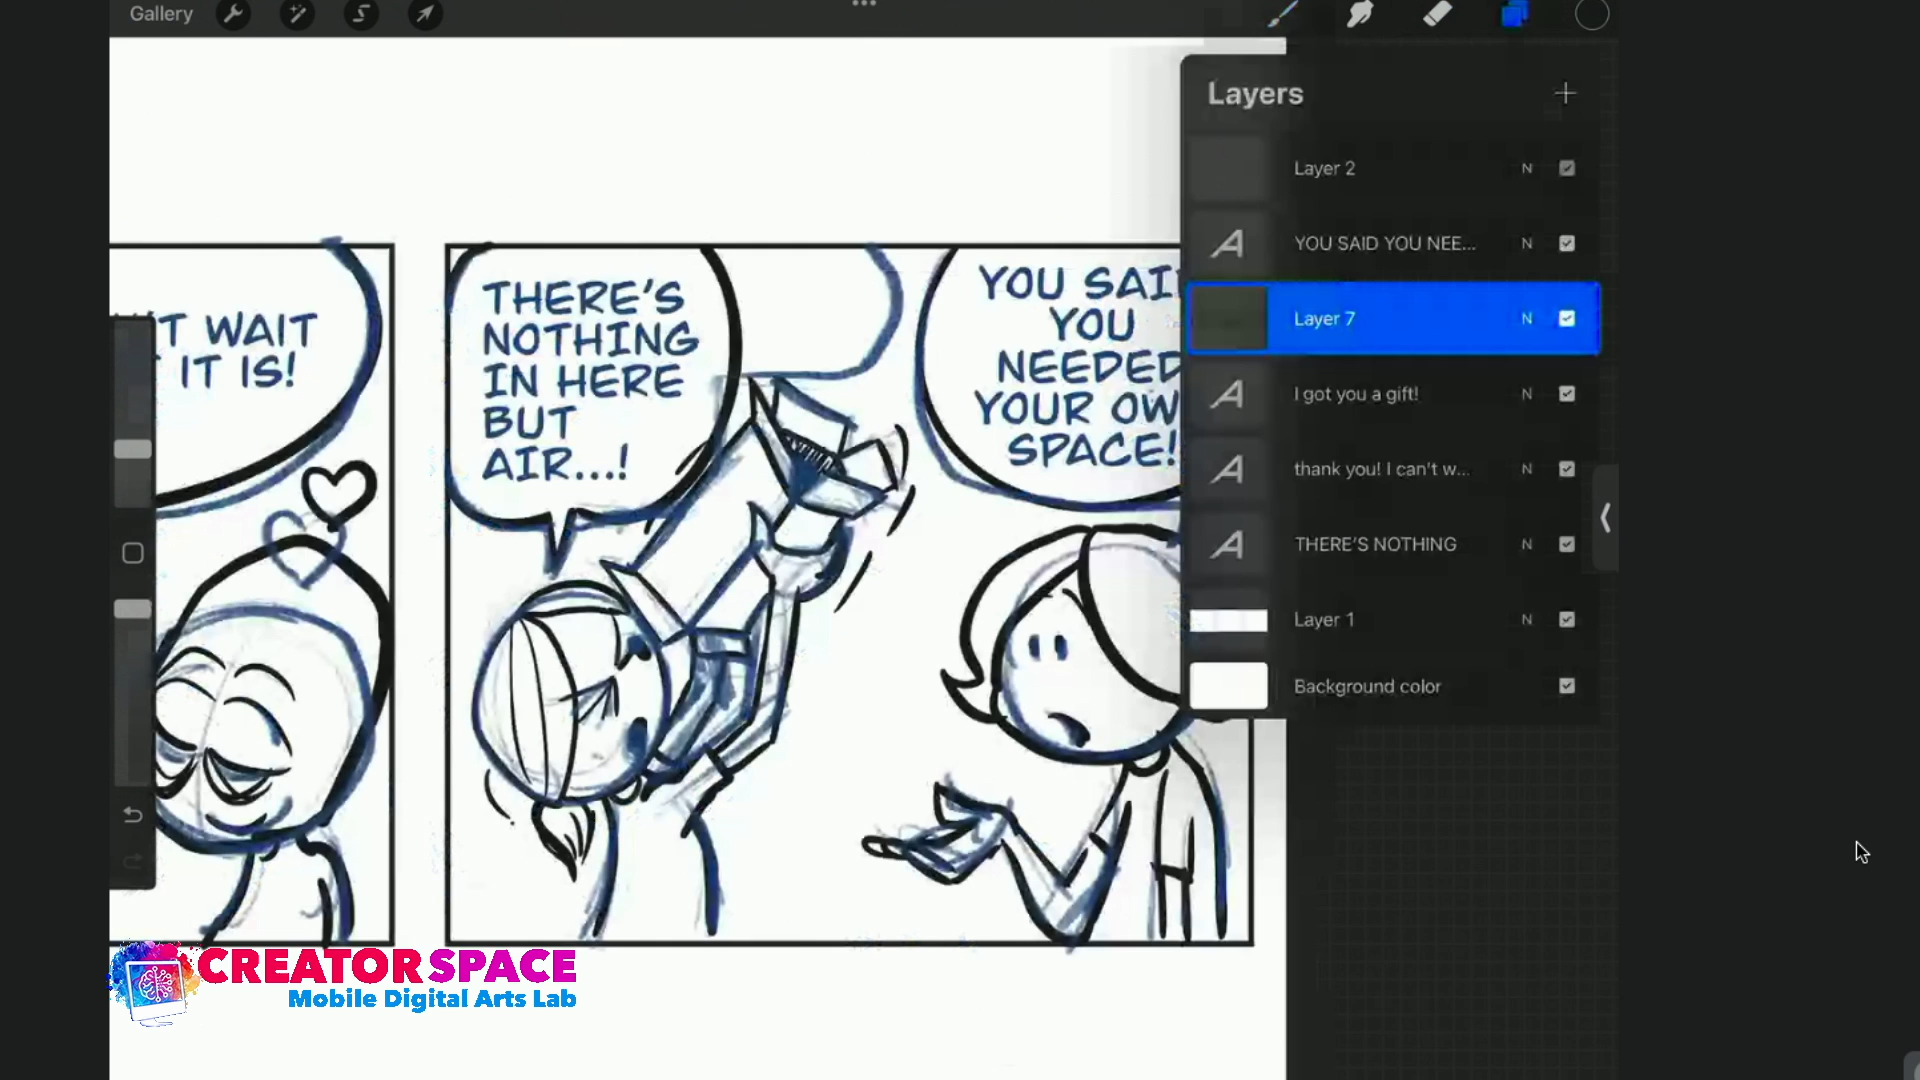 Gallery
Layers
Layer 2 N
YOU SAID YOU NEE... N
Layer 7 N
I got you a gift! N
thank you! I can't w... N
THERE'S NOTHING N
Layer 1 N
Background color
'T WAIT
IT IS!
THERE'S
NOTHING
IN HERE
BUT
AIR...!
YOU SAI
YOU
NEEDED
YOUR OW
SPACE!
CREATOR SPACE
Mobile Digital Arts Lab